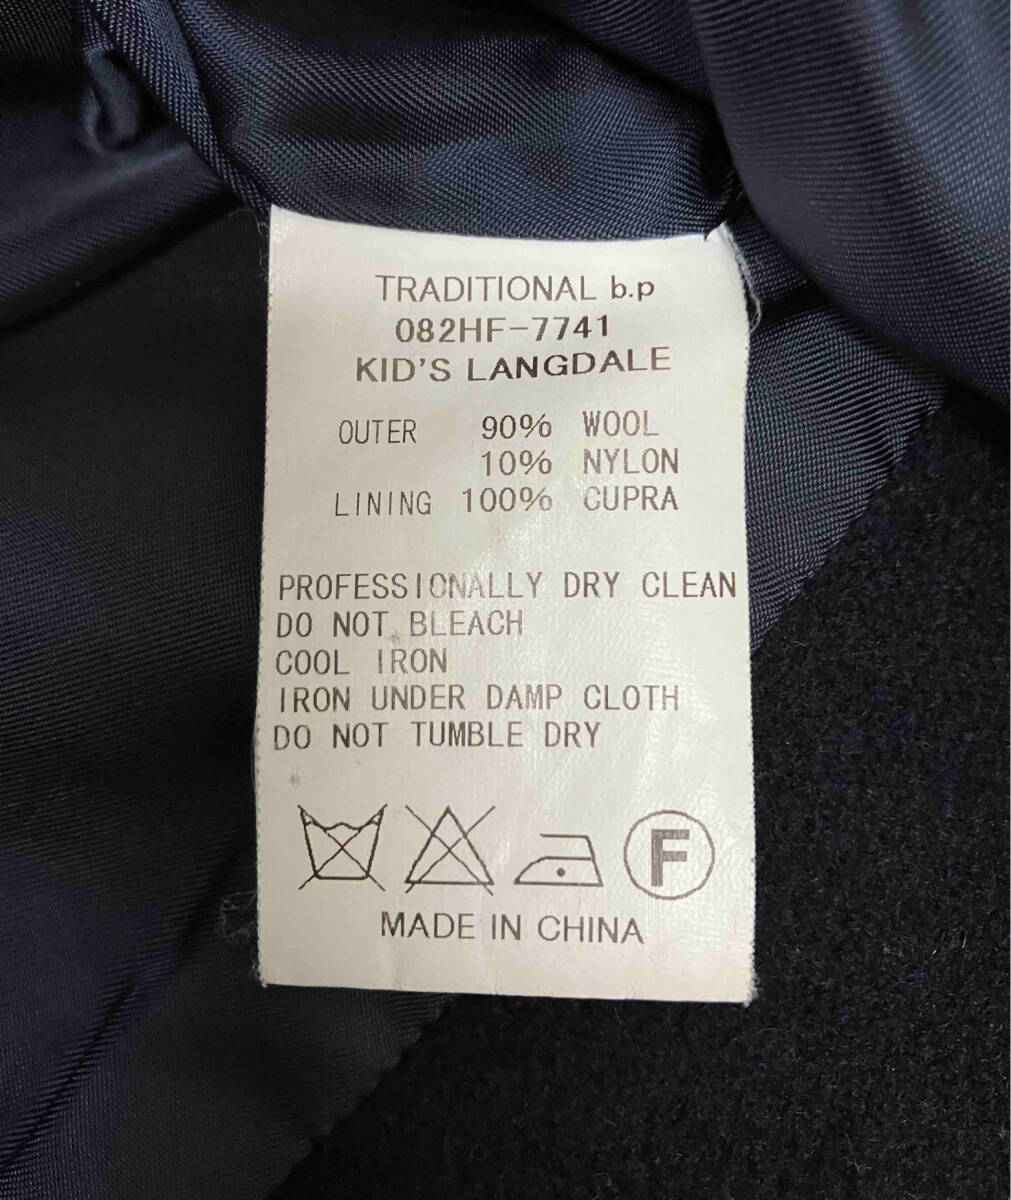 TRADITIONAL b.p
082HF-7741
KID'S LANGDALE
OUTER 90% WOOL
10% NYLON
LINING 100% CUPRA
PROFESSIONALLY DRY CLEAN
DO NOT BLEACH
COOL IRON
IRON UNDER DAMP CLOTH
DO NOT TUMBLE DRY
F
MADE IN CHINA